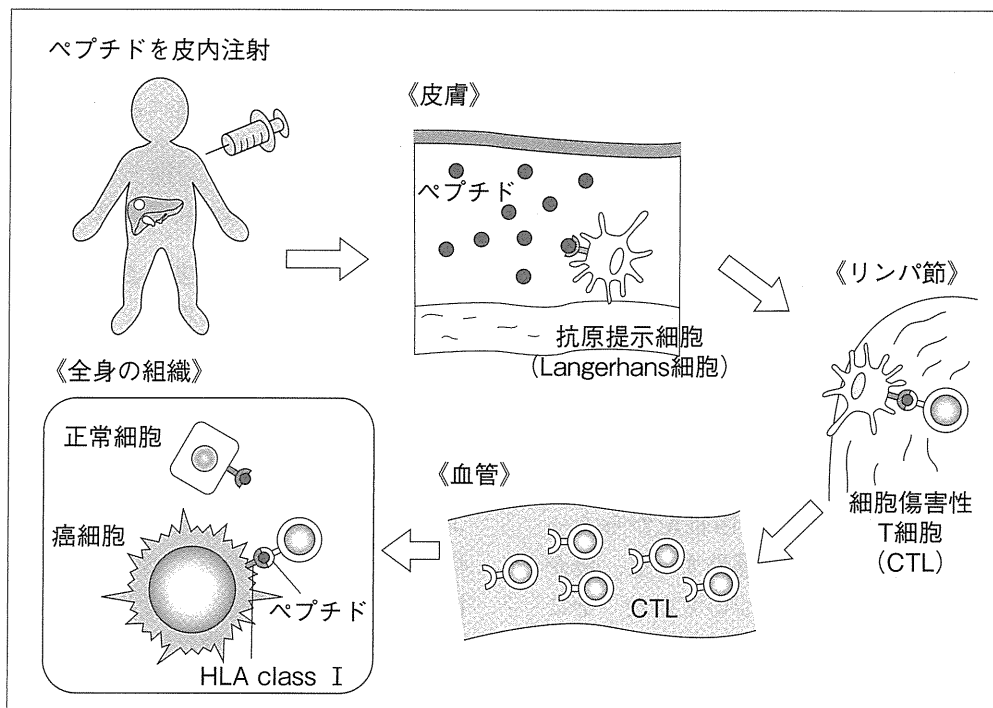 ペプチドを皮内注射
《皮膚》
ペプチド
抗原提示細胞
(Langerhans細胞)
《リンパ節》
細胞傷害性
T細胞
(CTL)
《血管》
CTL
《全身の組織》
正常細胞
癌細胞
ペプチド
HLA class Ⅰ